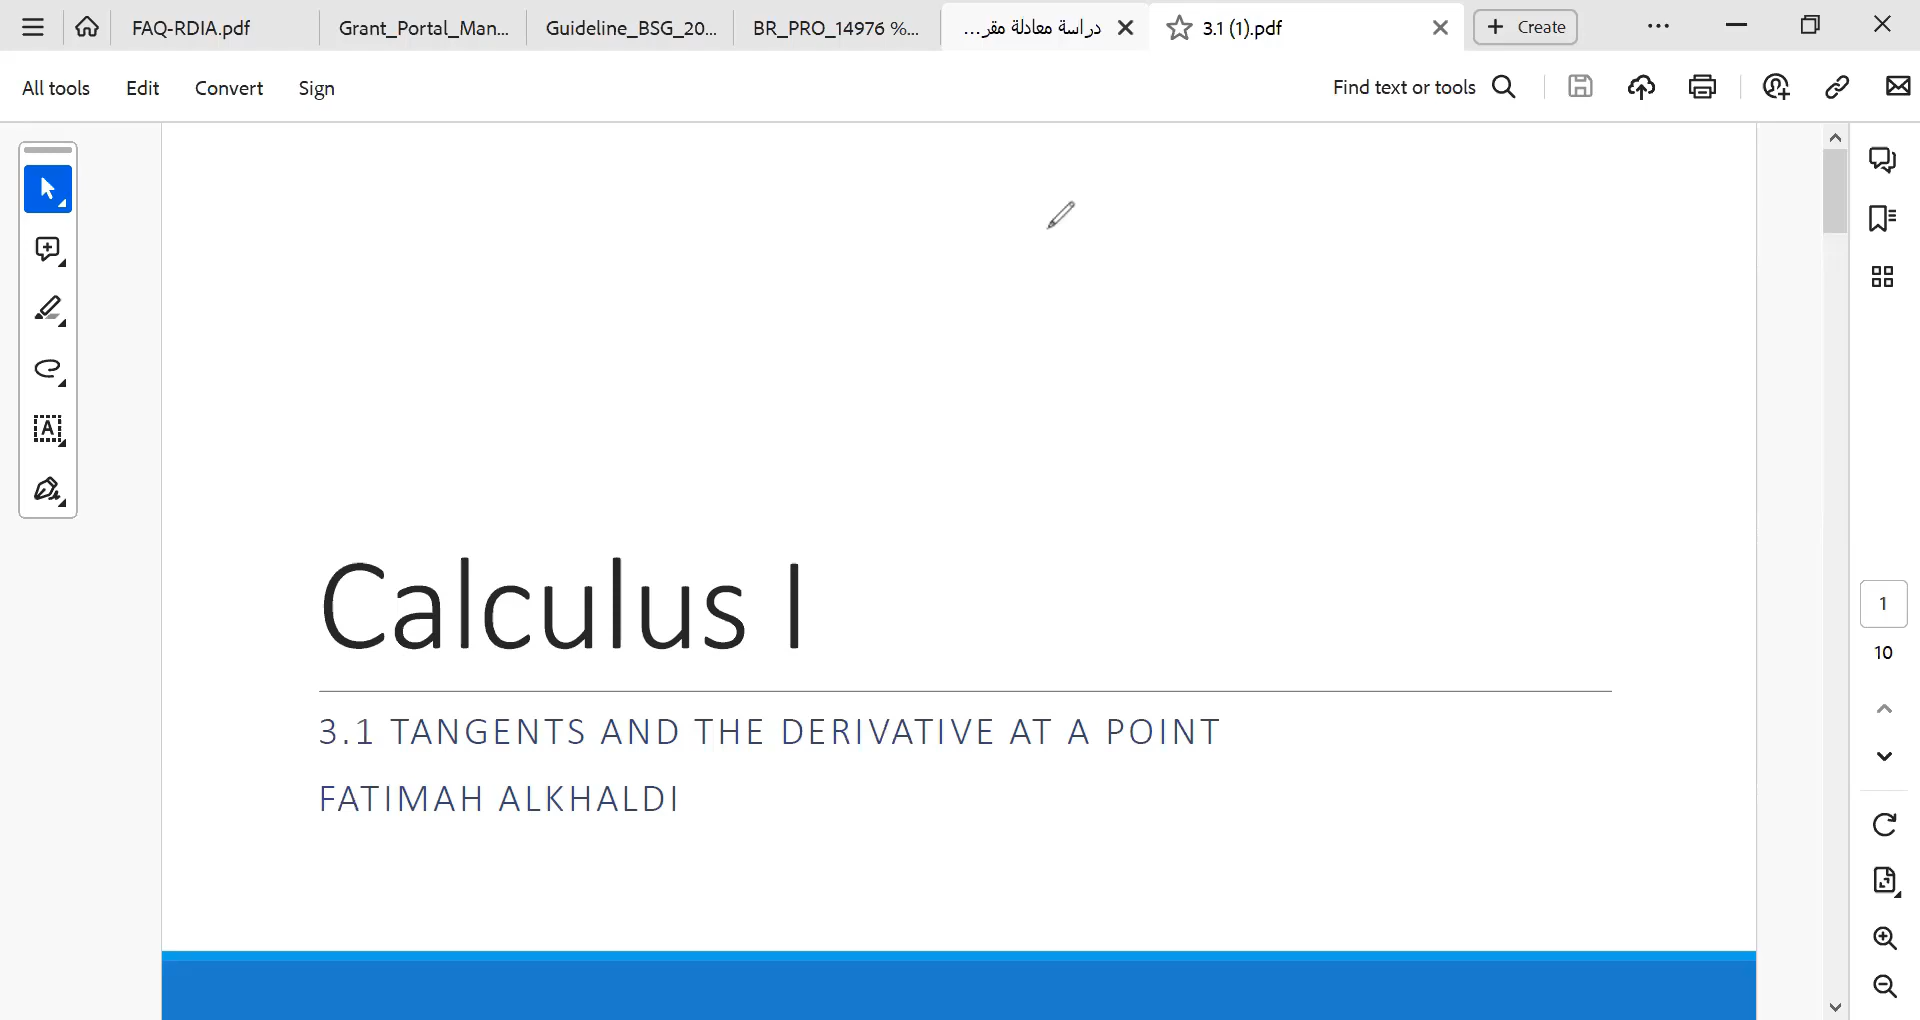 FAQ-RDIA.pdf
Grant_Portal_Man...
Guideline_BSG_20...
BR_PRO_14976 %...
دراسة معادلة مقر...
3.1 (1).pdf
Create
All tools
Edit
Convert
Sign
Find text or tools
Calculus I
3.1 TANGENTS AND THE DERIVATIVE AT A POINT
FATIMAH ALKHALDI
1
10